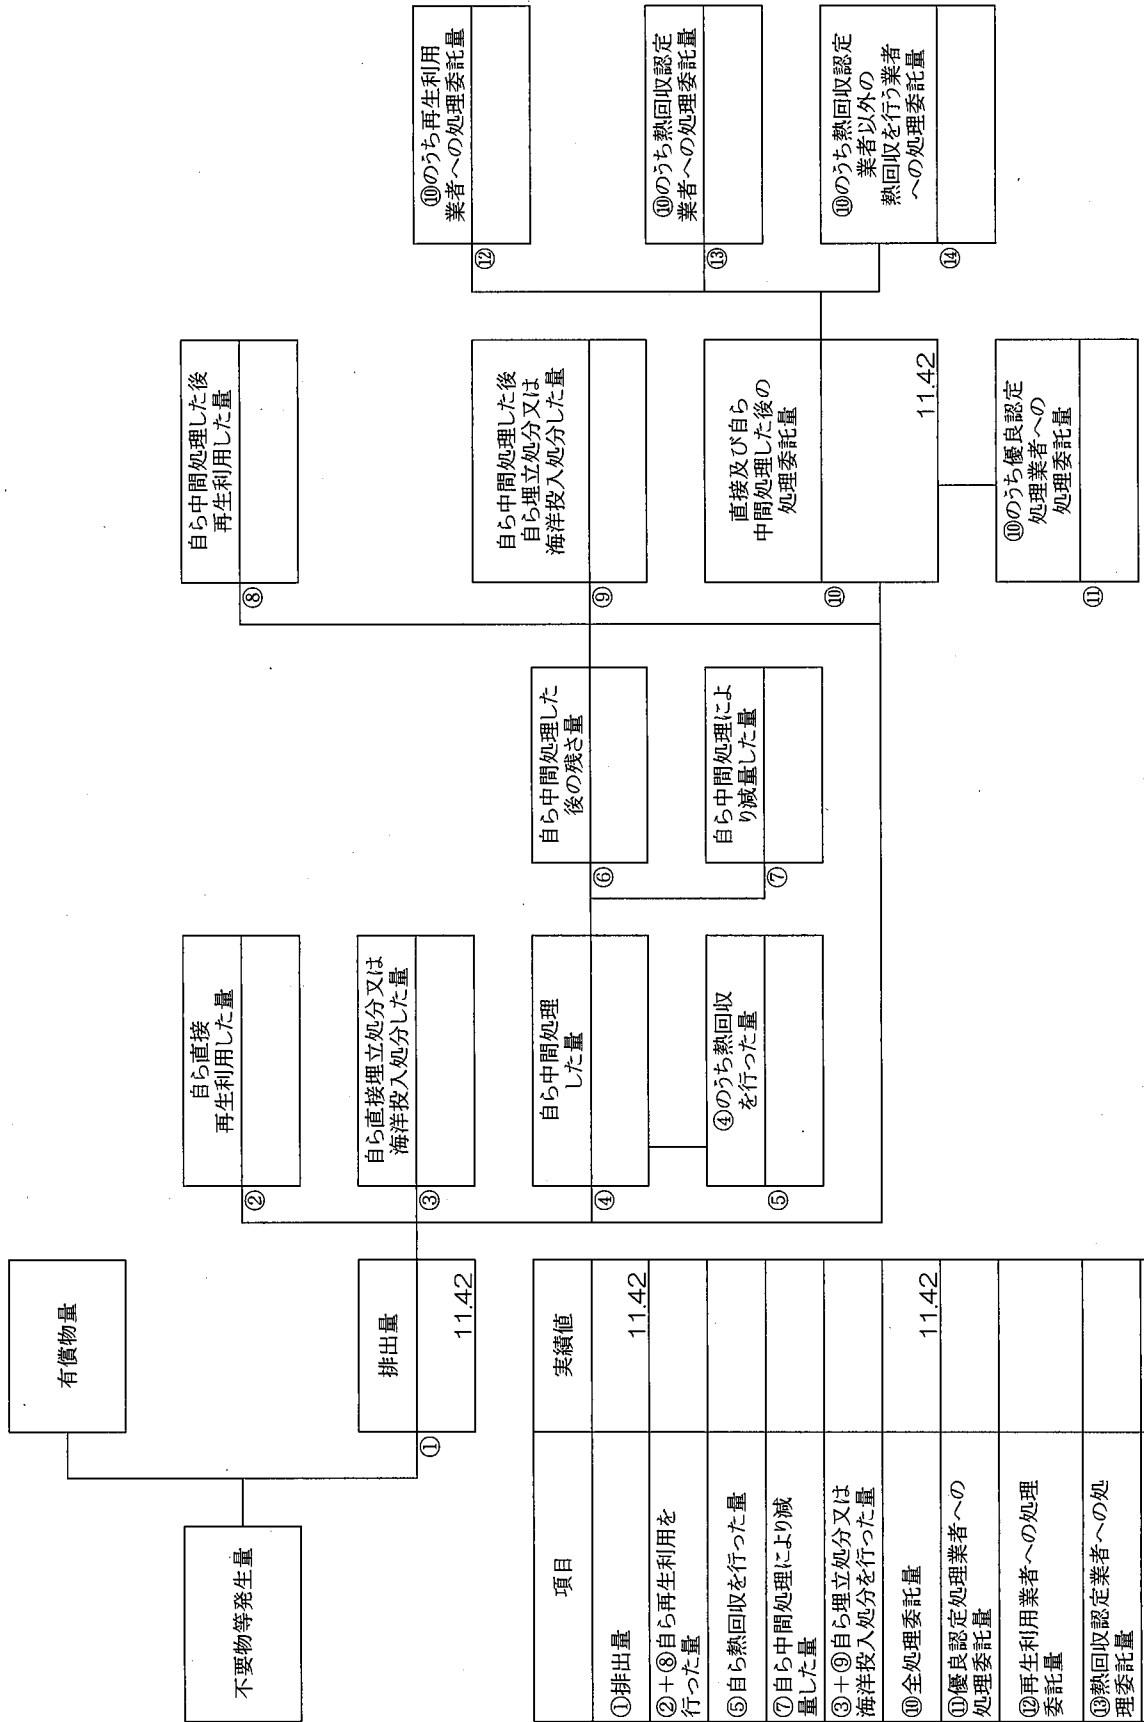 不要物等発生量
有償物量
排出量
①
11.42
②
自ら直接
再生利用した量
③
自ら直接埋立処分又は
海洋投入処分した量
④
自ら中間処理
した量
⑤
④のうち熱回収
を行った量
⑥
自ら中間処理した
後の残さ量
⑦
自ら中間処理によ
り減量した量
⑧
自ら中間処理した後
再生利用した量
⑨
自ら中間処理した後
自ら埋立処分又は
海洋投入処分した量
⑩
直接及び自ら
中間処理した後の
処理委託量
11.42
⑪
⑩のうち優良認定
処理業者への
処理委託量
⑫
⑩のうち再生利用
業者への処理委託量
⑬
⑩のうち熱回収認定
業者への処理委託量
⑭
⑩のうち熱回収認定
業者以外の
熱回収を行う業者
への処理委託量
項目
実績値
①排出量
11.42
②+⑧自ら再生利用を
行った量
⑤自ら熱回収を行った量
⑦自ら中間処理により減
量した量
③+⑨自ら埋立処分又は
海洋投入処分を行った量
⑩全処理委託量
11.42
⑪優良認定処理業者への
処理委託量
⑫再生利用業者への処理
委託量
⑬熱回収認定業者への処
理委託量